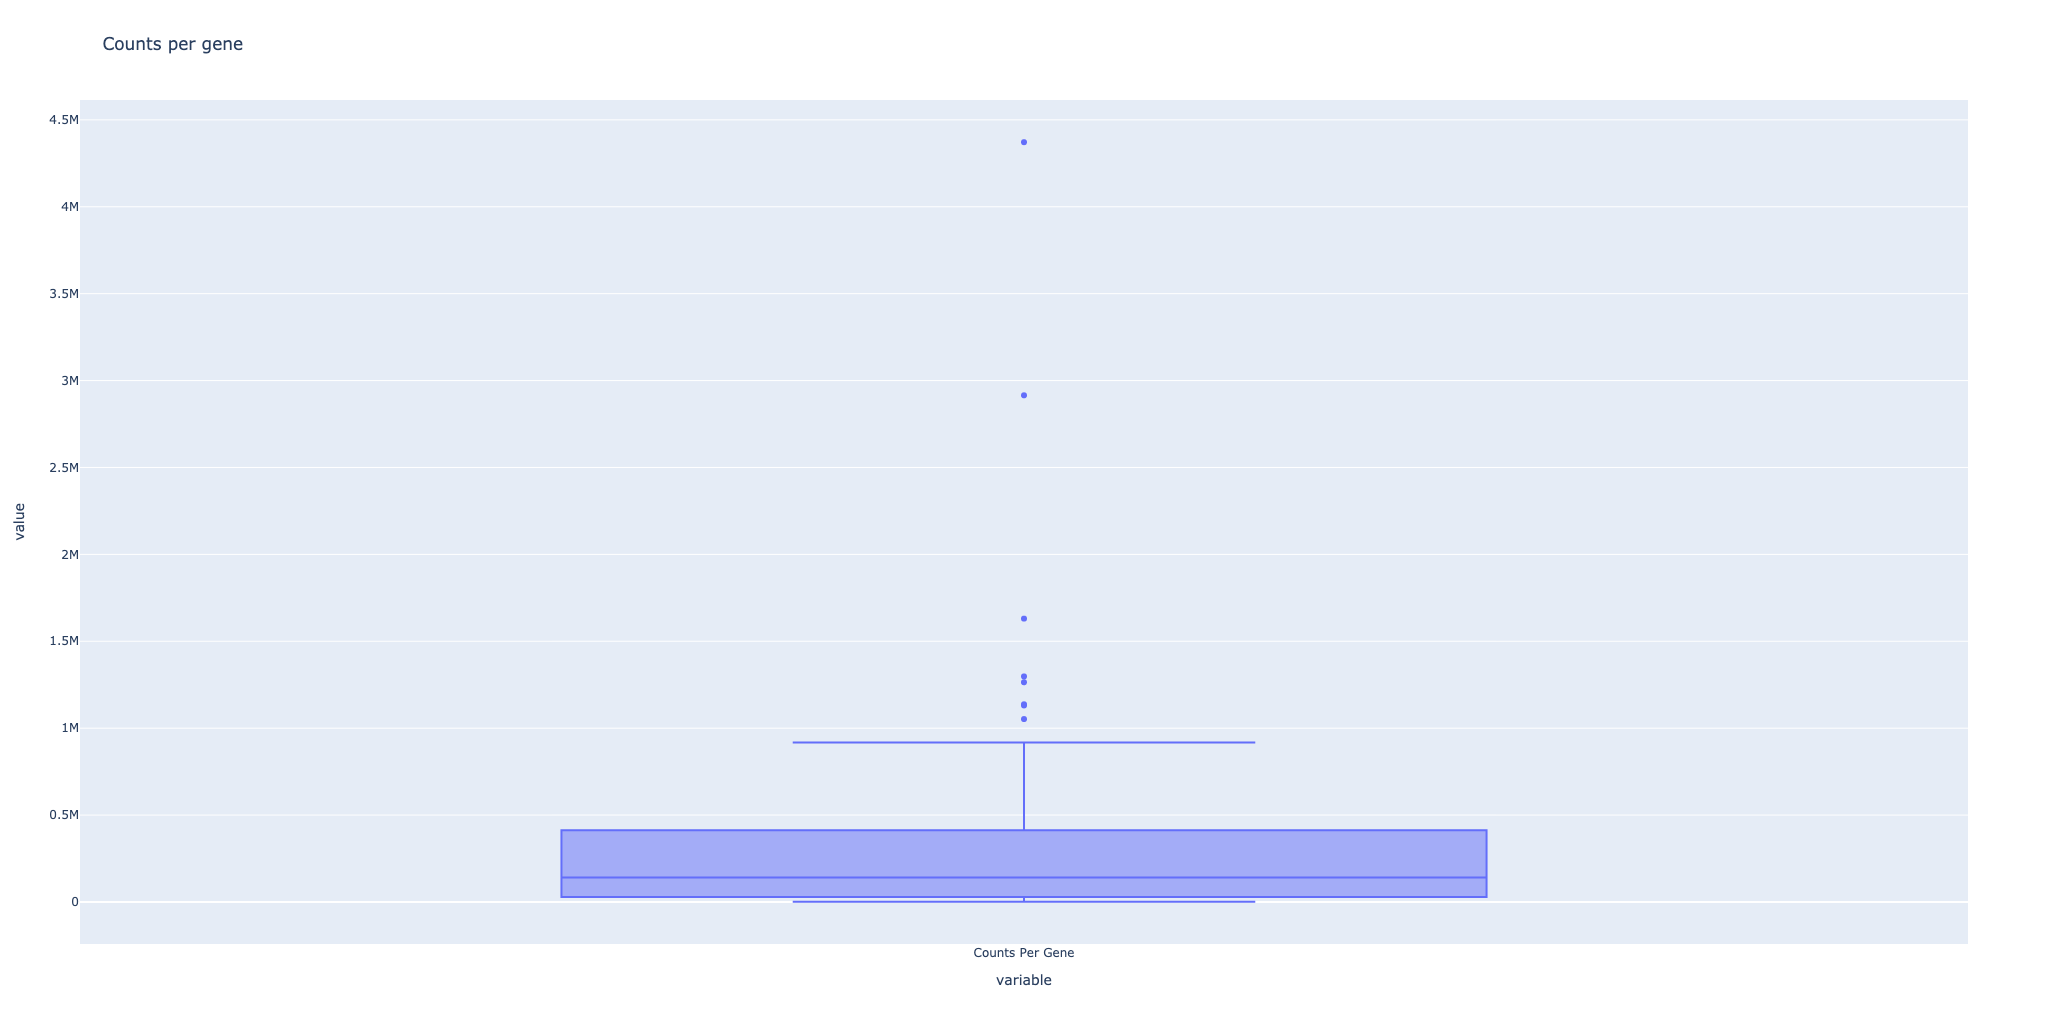 Counts per gene
4.5M
4M
3.5M
3M
2.5M
2M
1.5M
1M
0.5M
0
value
Counts Per Gene
variable